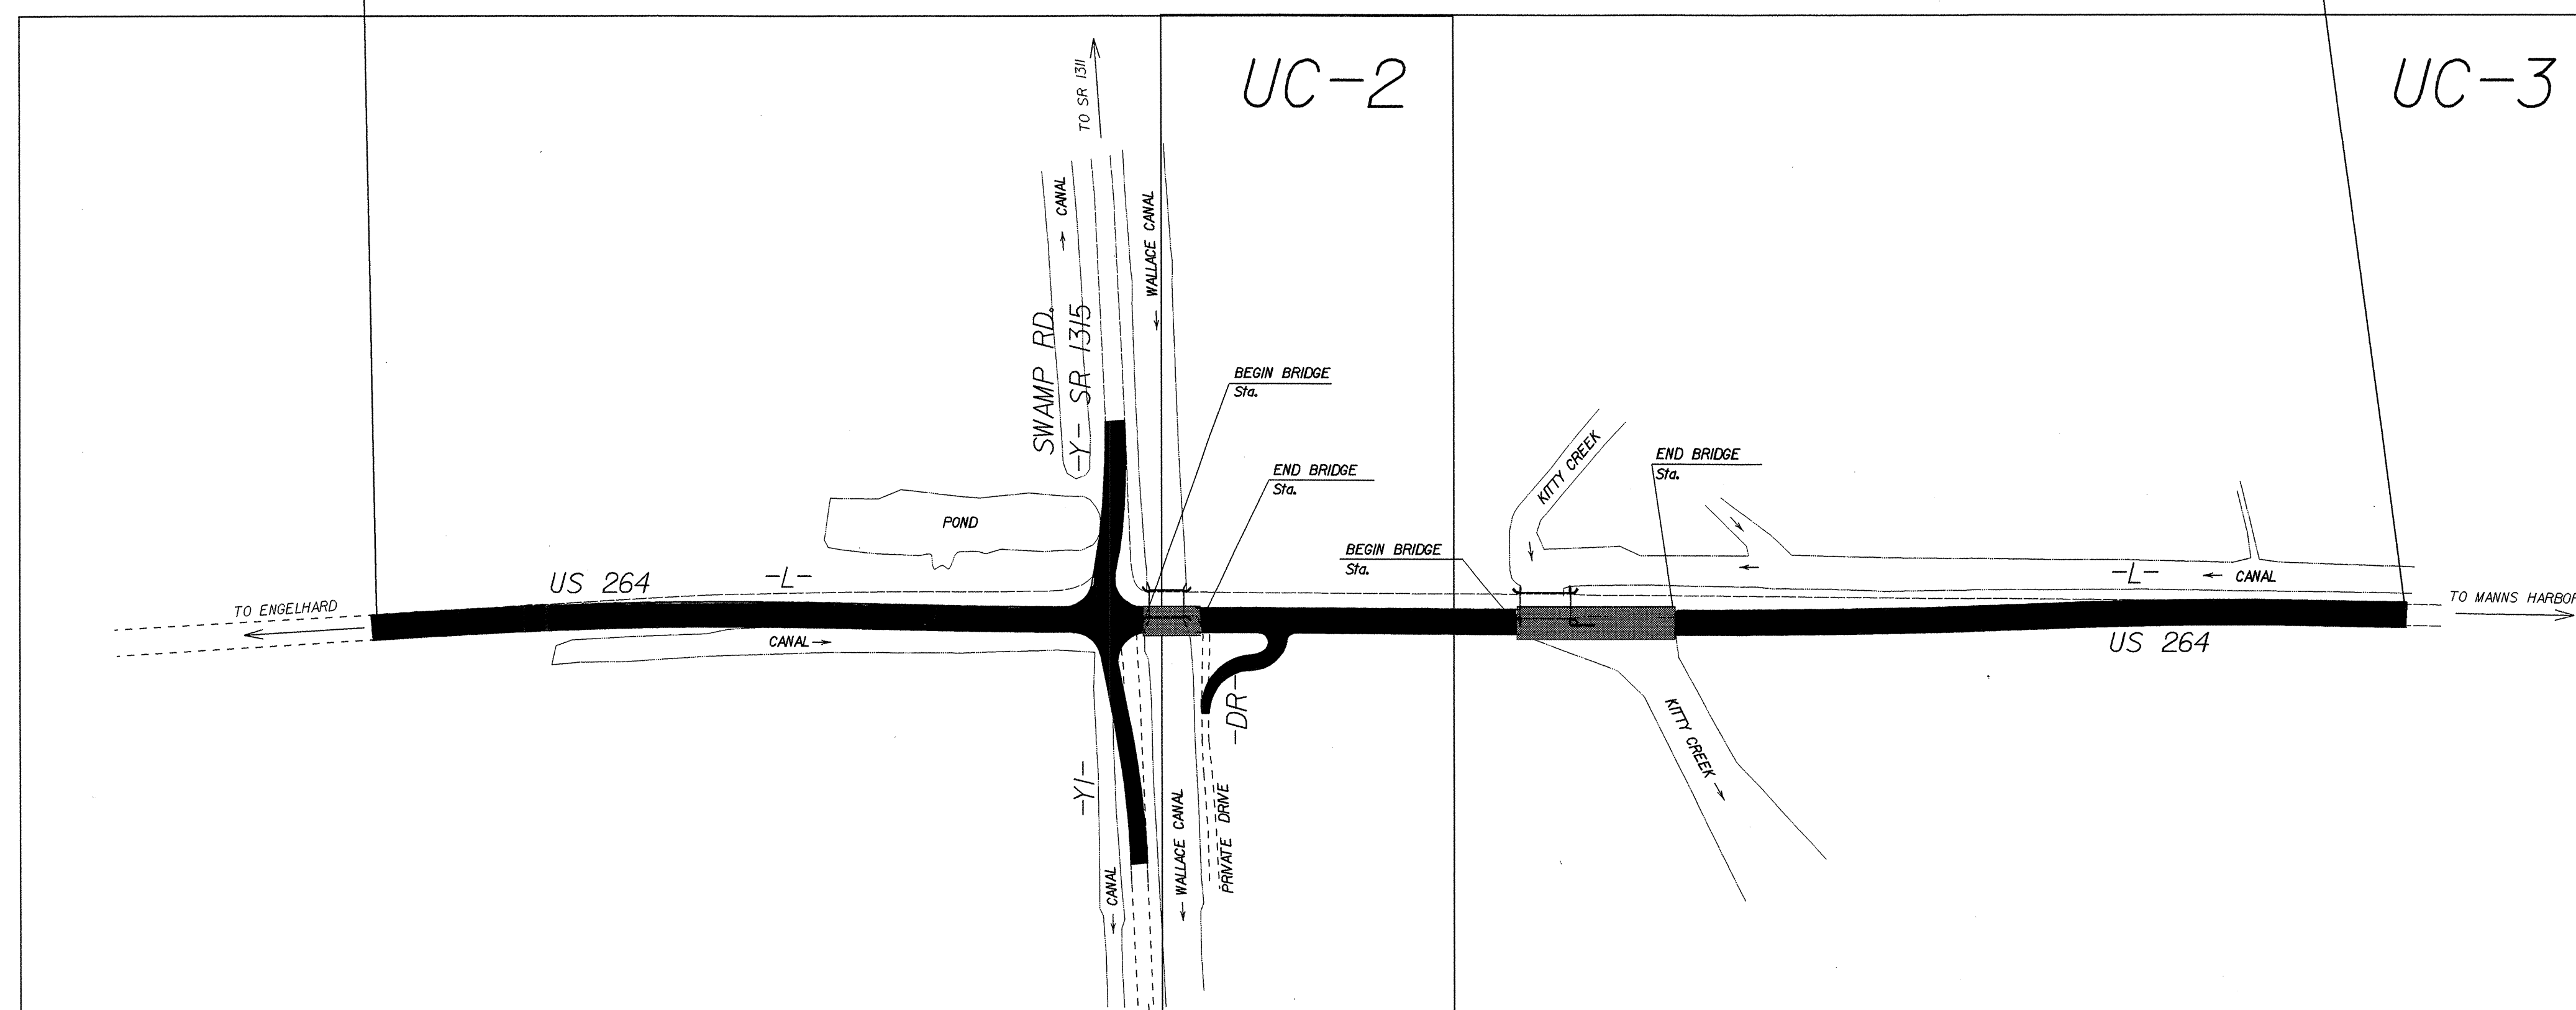 UC-2
UC-3
TO SR 1311
CANAL
WALLACE CANAL
SWAMP RD.
-Y- SR 1315
BEGIN BRIDGE
Sta.
END BRIDGE
Sta.
KITTY CREEK
END BRIDGE
Sta.
POND
BEGIN BRIDGE
Sta.
US 264
-L-
-L-
CANAL
TO ENGELHARD
TO MANNS HARBOR
CANAL
US 264
-DR-
KITTY CREEK
-Y1-
PRIVATE DRIVE
WALLACE CANAL
CANAL